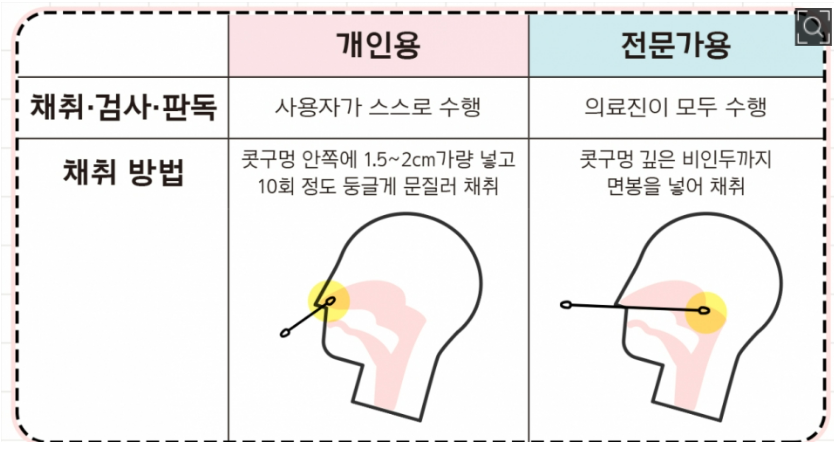 개인용
전문가용
채취·검사·판독
사용자가 스스로 수행
의료진이 모두 수행
채취 방법
콧구멍 안쪽에 1.5~2cm가량 넣고
10회 정도 둥글게 문질러 채취
콧구멍 깊은 비인두까지
면봉을 넣어 채취